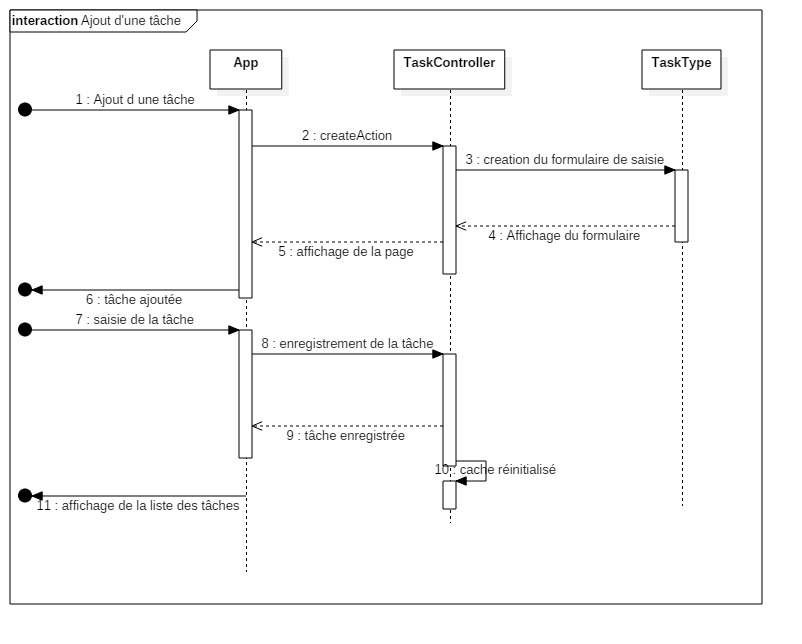 interaction Ajout d'une tâche
App
TaskController
TaskType
1 : Ajout d une tâche
2 : createAction
3 : creation du formulaire de saisie
4 : Affichage du formulaire
5 : affichage de la page
6 : tâche ajoutée
7 : saisie de la tâche
8 : enregistrement de la tâche
9 : tâche enregistrée
10 : cache réinitialisé
11 : affichage de la liste des tâches